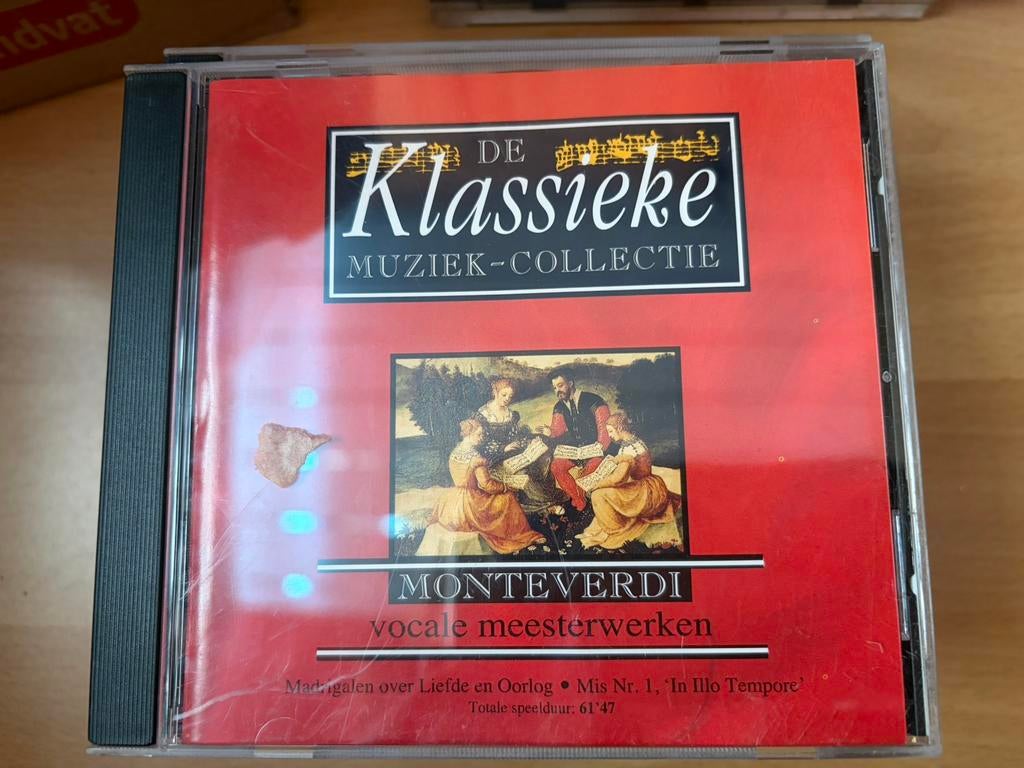 idvat
DE
Klassieke
MUZIEK-COLLECTIE
MONTEVERDI
vocale meesterwerken
Madrigalen over Liefde en Oorlog • Mis Nr. 1, 'In Illo Tempore'
Totale speelduur: 61'47